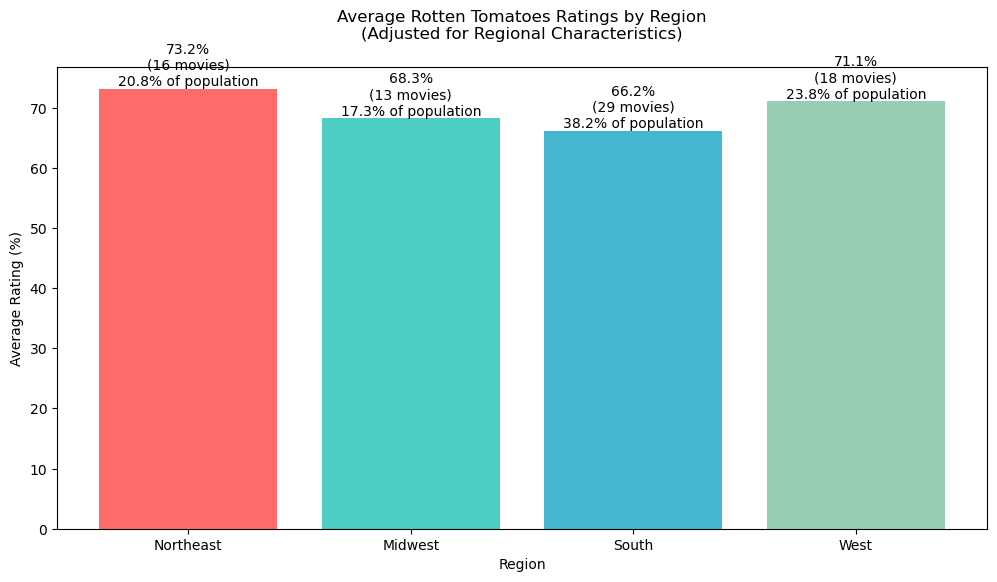 Average Rotten Tomatoes Ratings by Region
(Adjusted for Regional Characteristics)
73.2%
(16 movies)
20.8% of population
68.3%
(13 movies)
17.3% of population
66.2%
(29 movies)
38.2% of population
71.1%
(18 movies)
23.8% of population
Average Rating (%)
70
60
50
40
30
20
10
0
Northeast
Midwest
South
West
Region